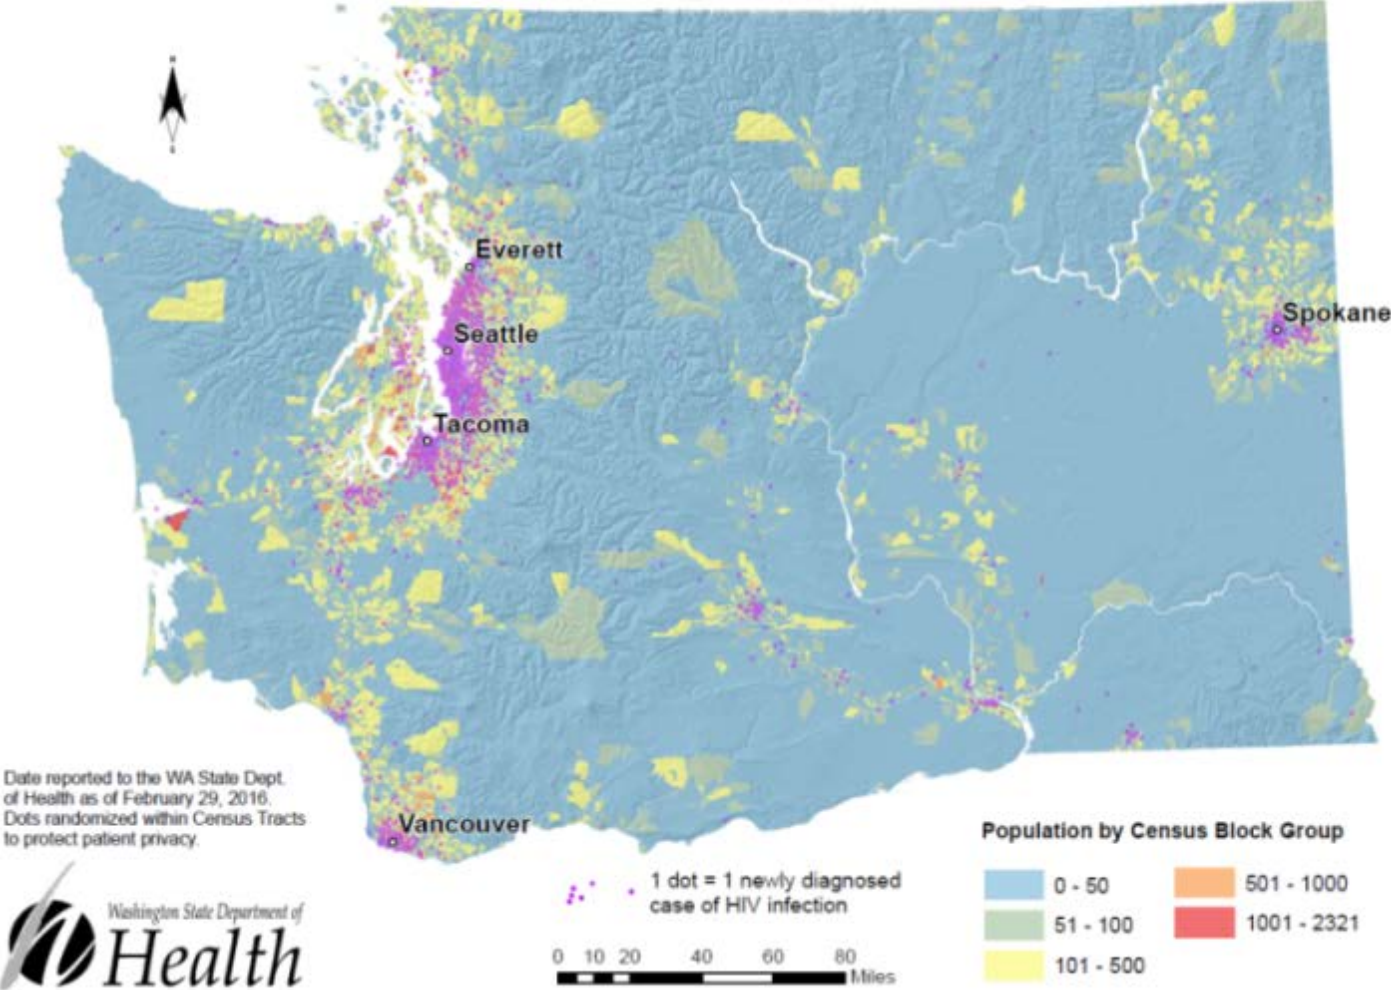 N
S
Everett
Seattle
Spokane
Tacoma
Vancouver
Date reported to the WA State Dept.
of Health as of February 29, 2016.
Dots randomized within Census Tracts
to protect patient privacy.
Washington State Department of
Health
1 dot = 1 newly diagnosed
case of HIV infection
0 10 20 40 60 80
Miles
Population by Census Block Group
0 - 50
51 - 100
101 - 500
501 - 1000
1001 - 2321